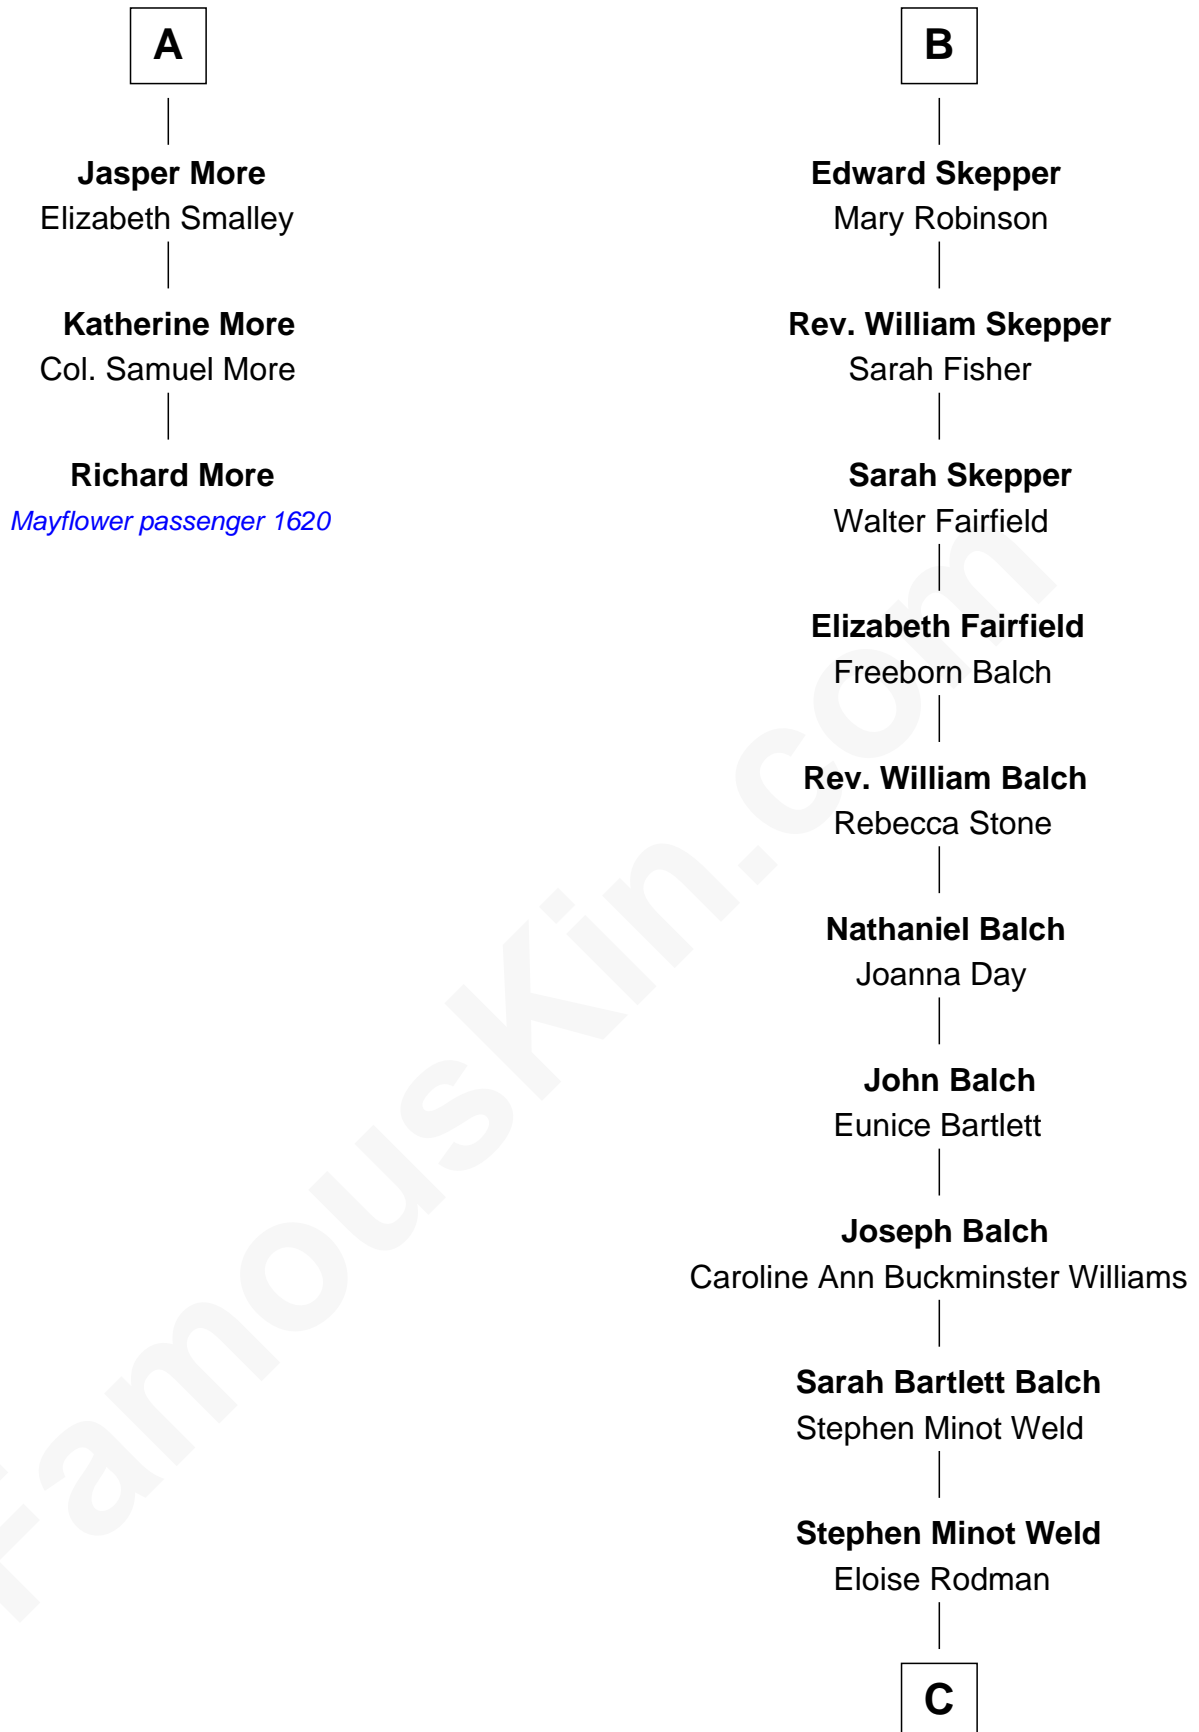 A
Jasper More
Elizabeth Smalley
Katherine More
Col. Samuel More
Richard More
Mayflower passenger 1620
B
Edward Skepper
Mary Robinson
Rev. William Skepper
Sarah Fisher
Sarah Skepper
Walter Fairfield
Elizabeth Fairfield
Freeborn Balch
Rev. William Balch
Rebecca Stone
Nathaniel Balch
Joanna Day
John Balch
Eunice Bartlett
Joseph Balch
Caroline Ann Buckminster Williams
Sarah Bartlett Balch
Stephen Minot Weld
Stephen Minot Weld
Eloise Rodman
C
FamousKin.com